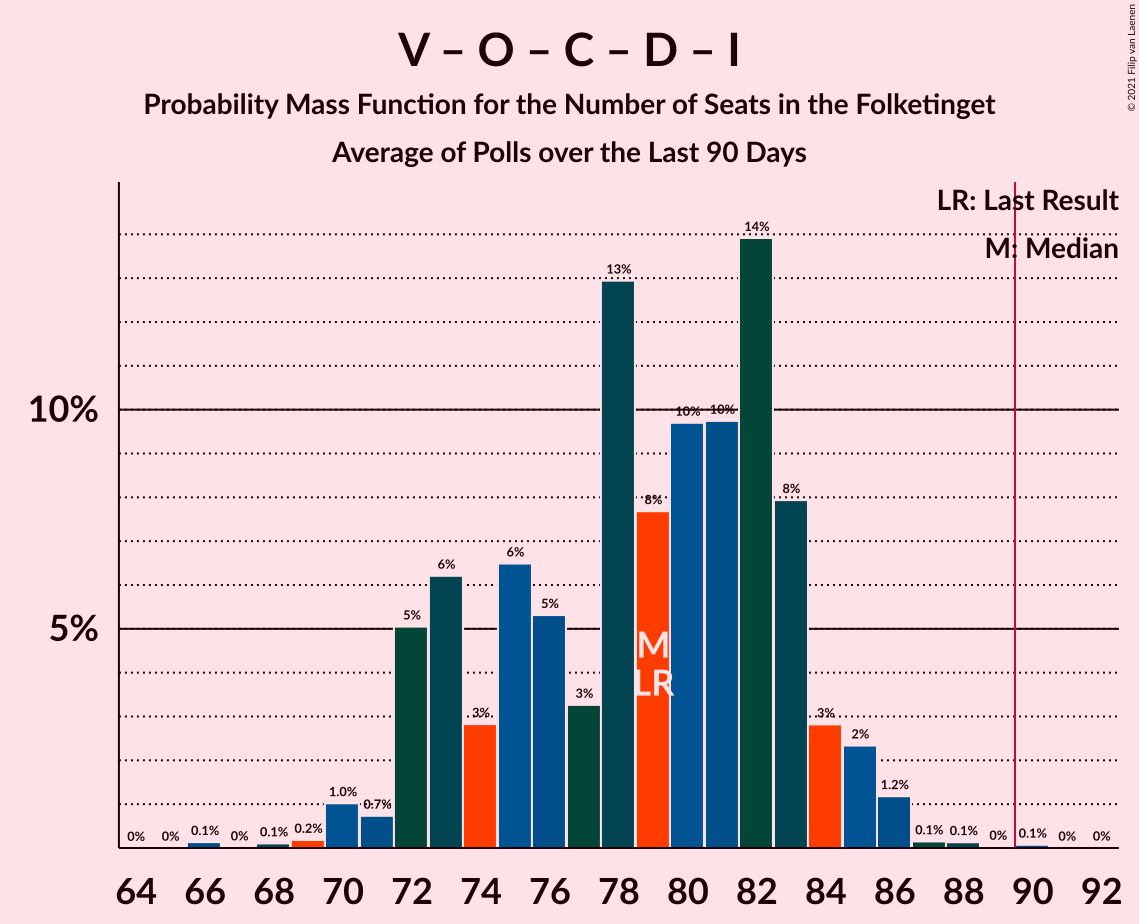 V – O – C – D – I
Probability Mass Function for the Number of Seats in the Folketinget
Average of Polls over the Last 90 Days
© 2021 Filip van Laenen
LR: Last Result
M: Median
10%
5%
0% 0% 0.1% 0% 0.1% 0.2% 1.0% 0.7% 5% 6% 3% 6% 5% 3% 13% 8% 10% 10% 14% 8% 3% 2% 1.2% 0.1% 0.1% 0% 0.1% 0% 0%
M
LR
64 66 68 70 72 74 76 78 80 82 84 86 88 90 92